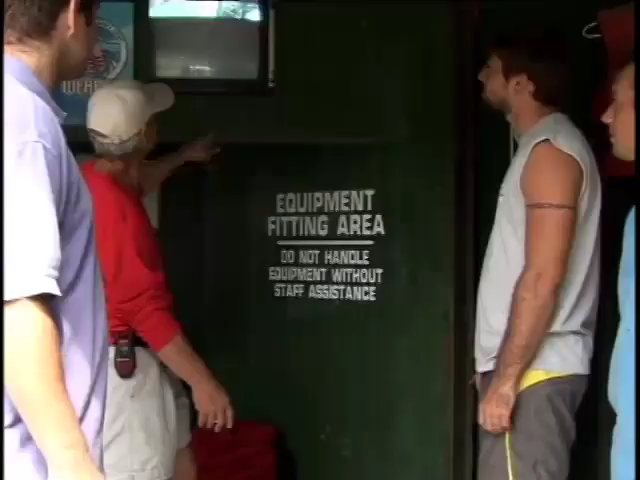 EQUIPMENT
FITTING AREA
DO NOT HANDLE
EQUIPMENT WITHOUT
STAFF ASSISTANCE